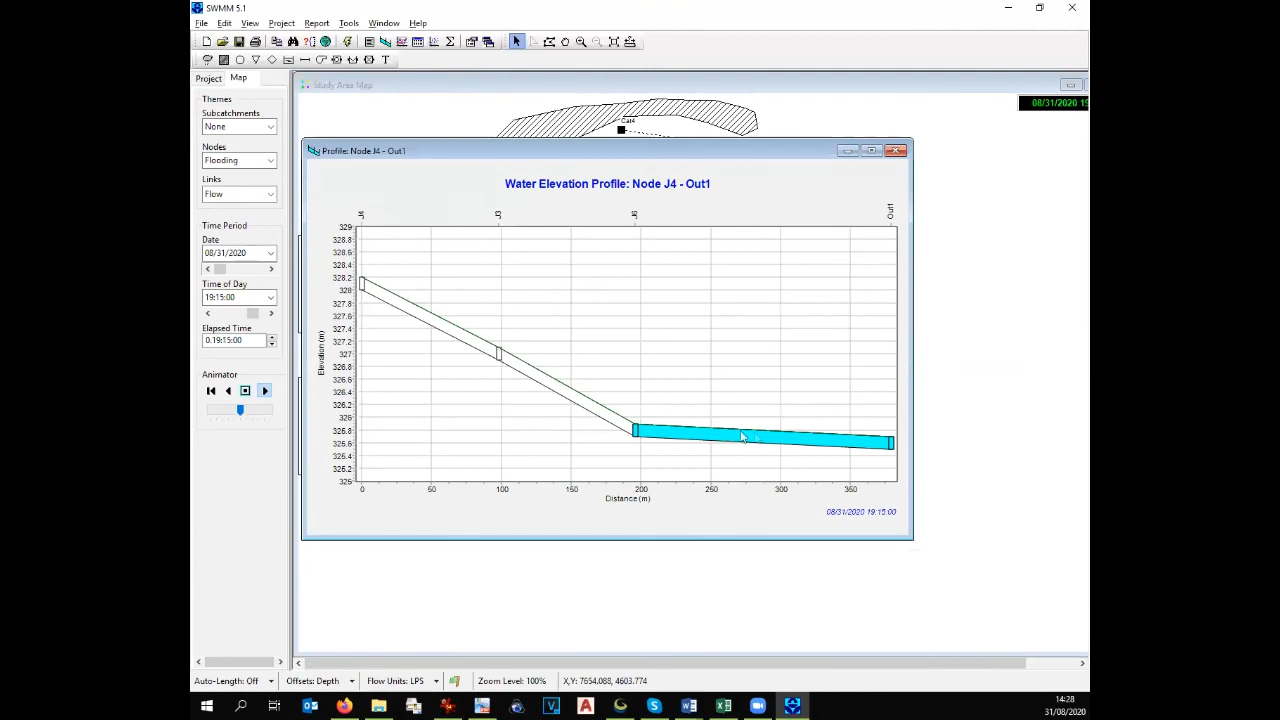 SWMM 5.1
File Edit View Project Report Tools Window Help
Project Map
Study Area Map
08/31/2020 19
Themes
Subcatchments
None
Nodes
Flooding
Links
Flow
Time Period
Date
08/31/2020
Time of Day
19:15:00
Elapsed Time
0.19:15:00
Animator
Cat4
Profile: Node J4 - Out1
Water Elevation Profile: Node J4 - Out1
J4 J3 J6 Out1
329
328.8
328.6
328.4
328.2
328
327.8
327.6
327.4
327.2
327
326.8
326.6
326.4
326.2
326
325.8
325.6
325.4
325.2
325
Elevation (m)
0 50 100 150 200 250 300 350
Distance (m)
08/31/2020 19:15:00
Auto-Length: Off Offsets: Depth Flow Units: LPS Zoom Level: 100% X,Y: 7654.088, 4603.774
14:28
31/08/2020